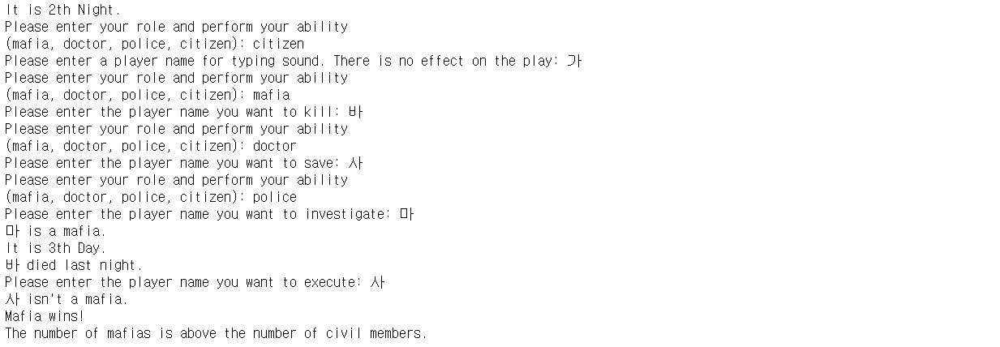 It is 2th Night.
Please enter your role and perform your ability
(mafia, doctor, police, citizen): citizen
Please enter a player name for typing sound. There is no effect on the play: 가
Please enter your role and perform your ability
(mafia, doctor, police, citizen): mafia
Please enter the player name you want to kill: 바
Please enter your role and perform your ability
(mafia, doctor, police, citizen): doctor
Please enter the player name you want to save: 사
Please enter your role and perform your ability
(mafia, doctor, police, citizen): police
Please enter the player name you want to investigate: 마
마 is a mafia.
It is 3th Day.
바 died last night.
Please enter the player name you want to execute: 사
사 isn't a mafia.
Mafia wins!
The number of mafias is above the number of civil members.